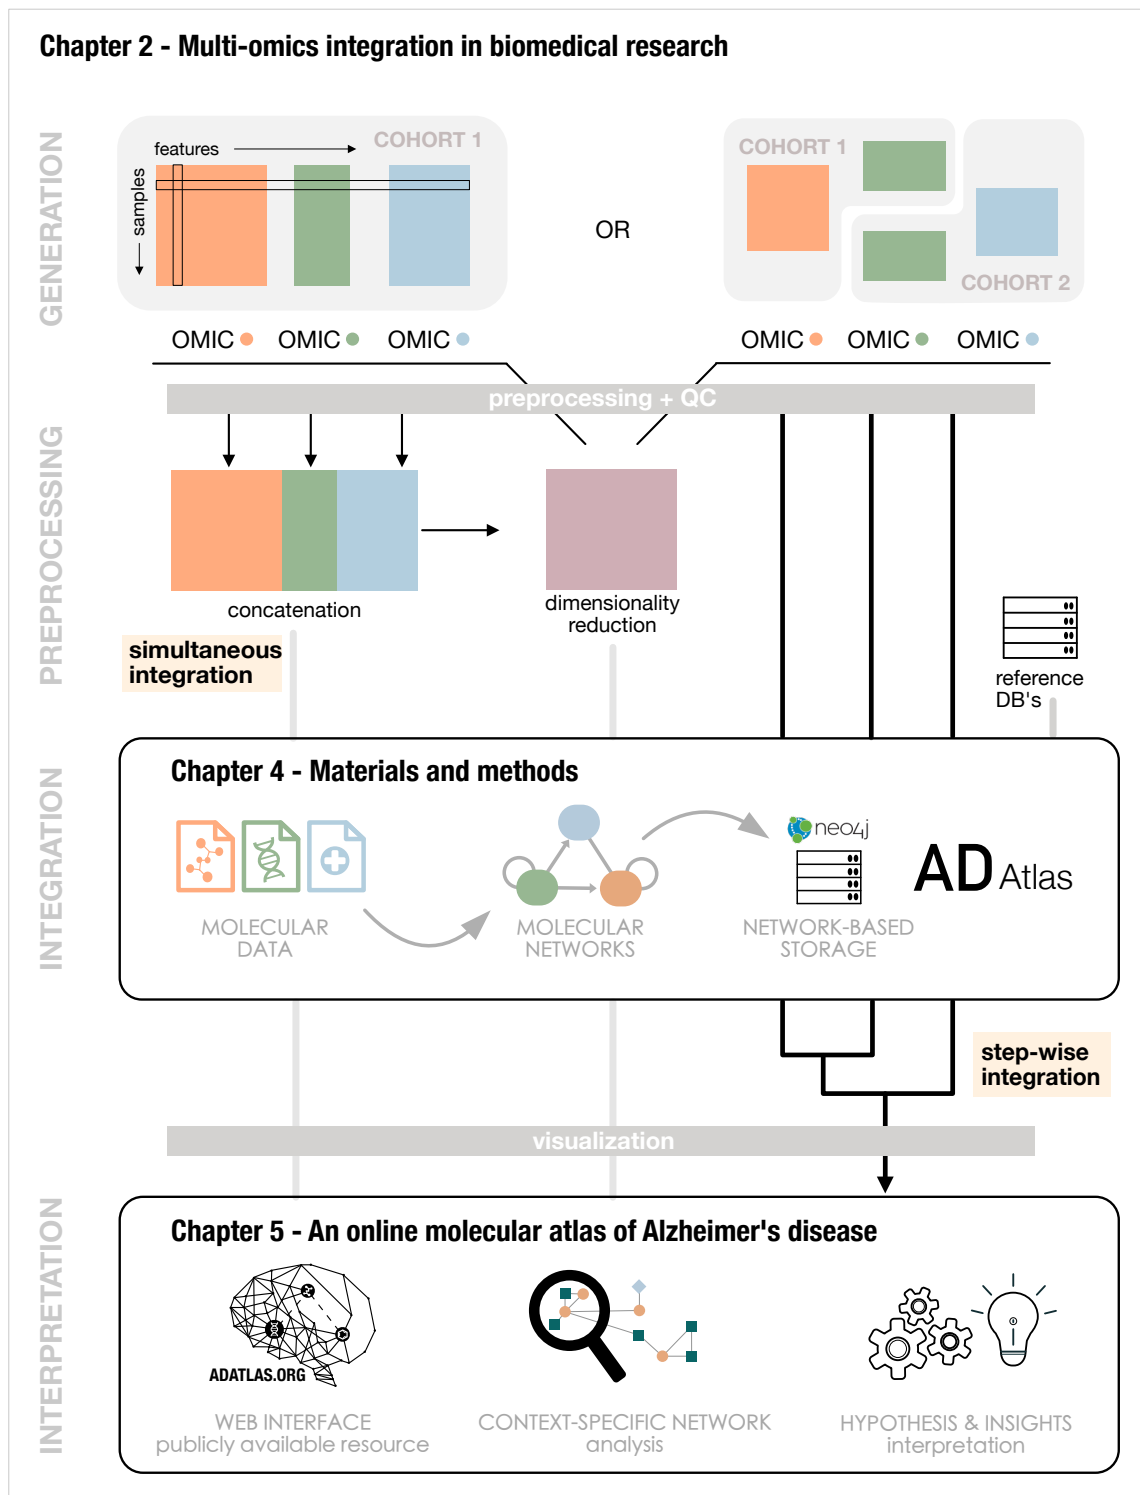 Chapter 2 - Multi-omics integration in biomedical research
GENERATION
COHORT 1
features
samples
OR
COHORT 1
COHORT 2
OMIC
OMIC
OMIC
OMIC
OMIC
OMIC
preprocessing + QC
PREPROCESSING
concatenation
dimensionality
reduction
simultaneous
integration
reference
DB's
INTEGRATION
Chapter 4 - Materials and methods
neo4j
AD Atlas
MOLECULAR
DATA
MOLECULAR
NETWORKS
NETWORK-BASED
STORAGE
step-wise
integration
visualization
INTERPRETATION
Chapter 5 - An online molecular atlas of Alzheimer's disease
ADATLAS.ORG
WEB INTERFACE
publicly available resource
CONTEXT-SPECIFIC NETWORK
analysis
HYPOTHESIS & INSIGHTS
interpretation